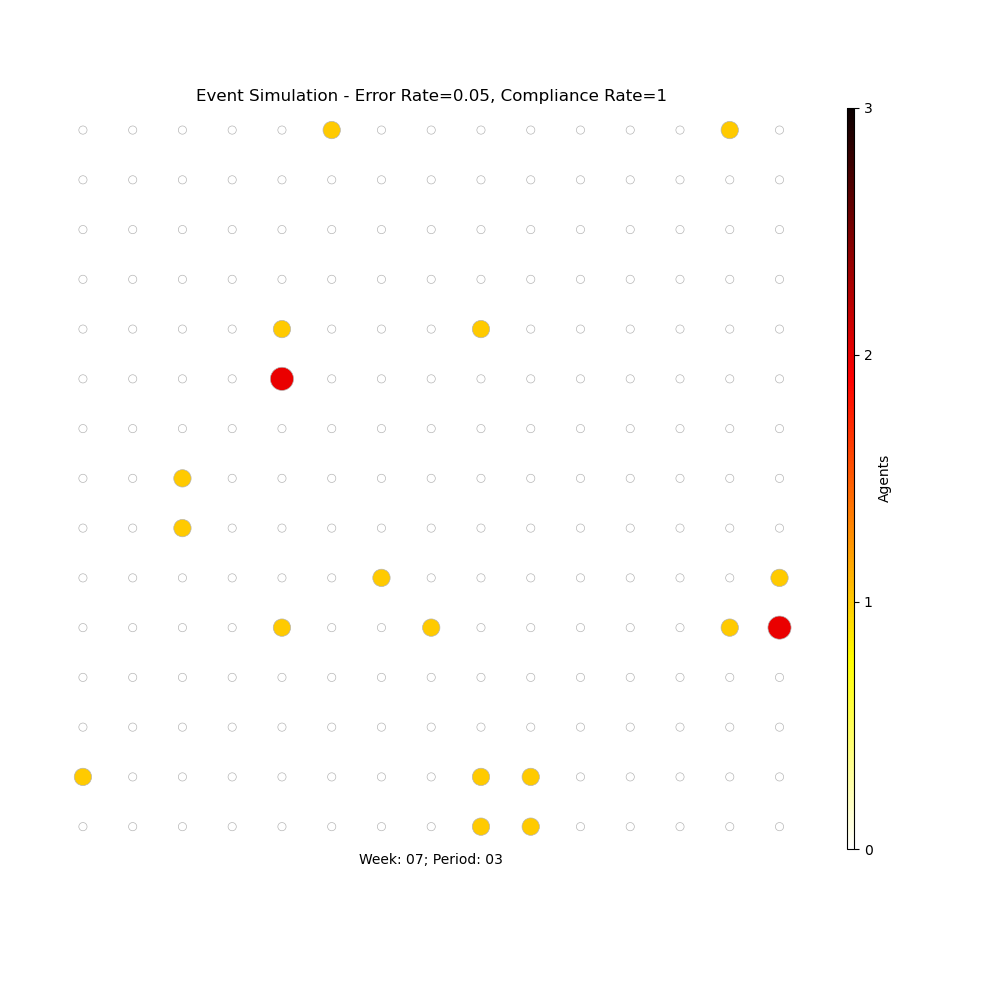 Event Simulation - Error Rate=0.05, Compliance Rate=1
3
2
Agents
1
0
Week: 07; Period: 03